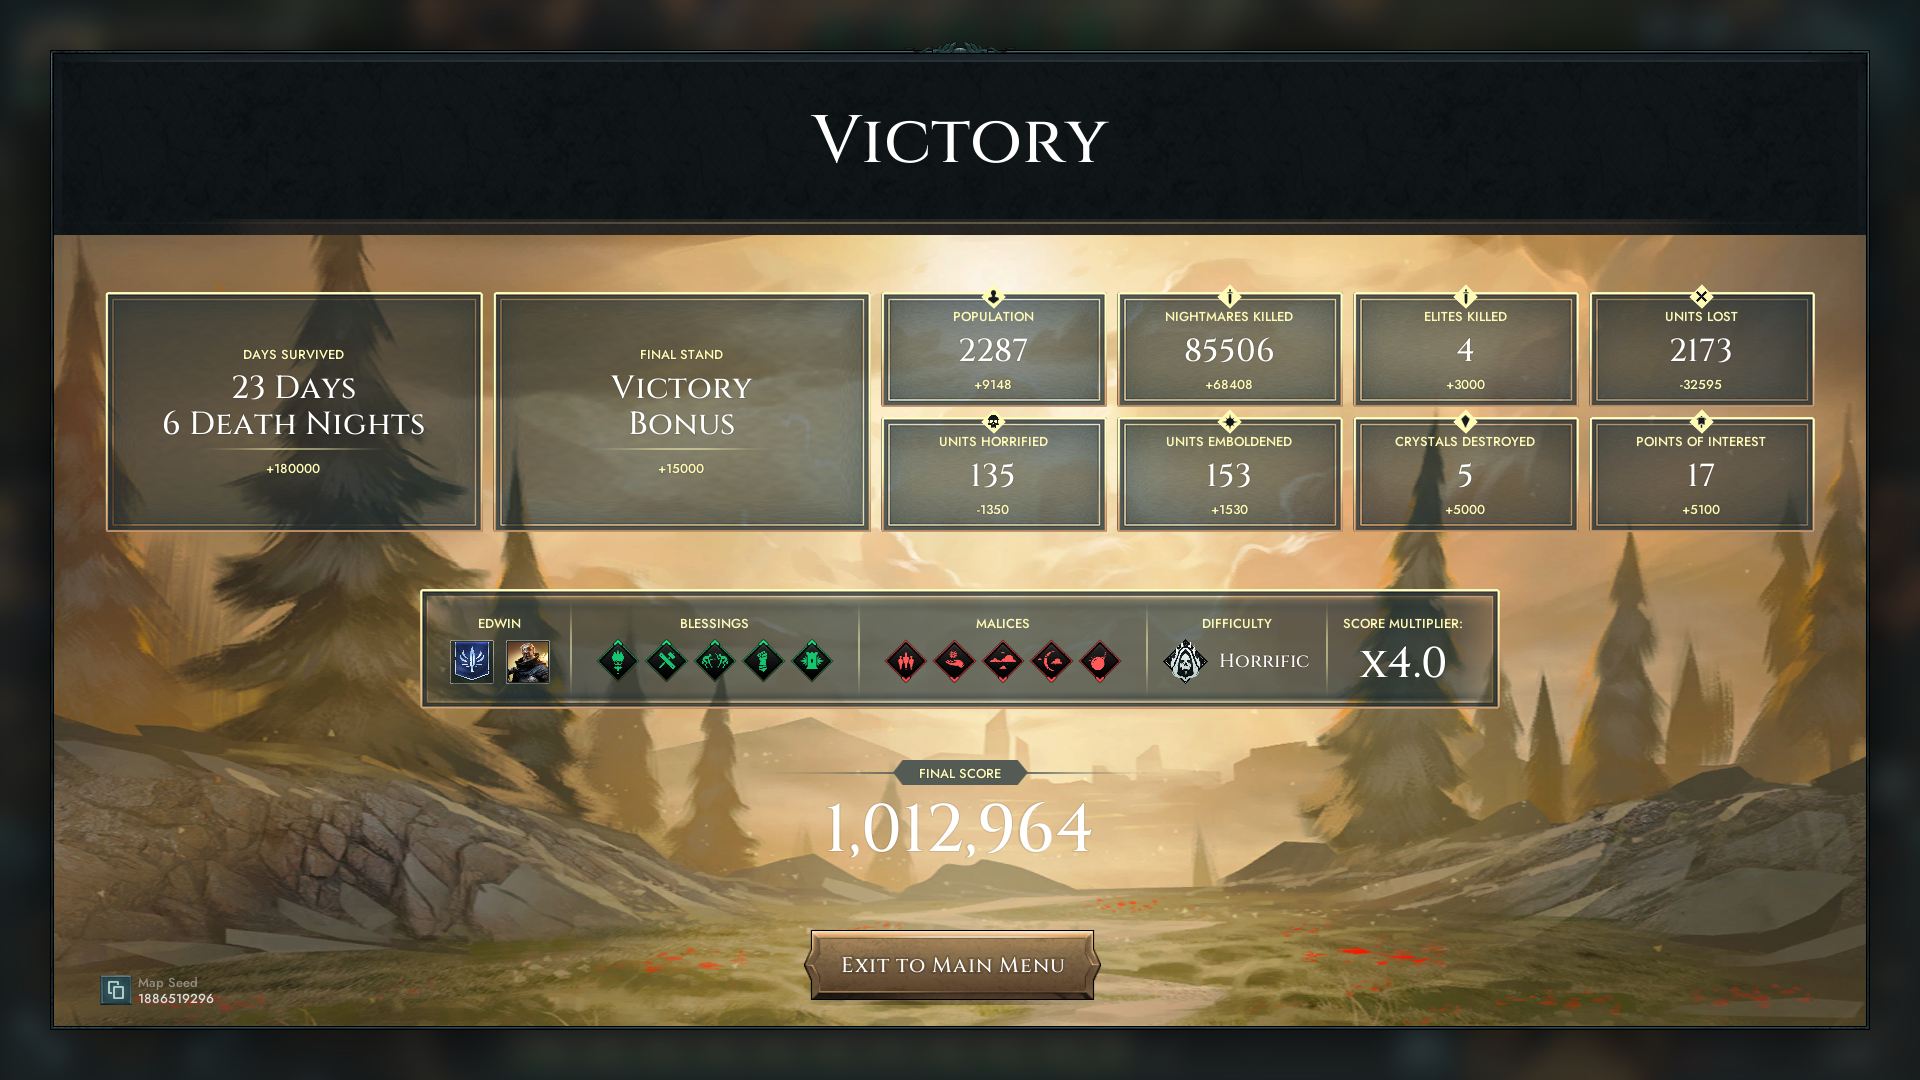 VICTORY
DAYS SURVIVED
23 DAYS
6 DEATH NIGHTS
+180000
FINAL STAND
VICTORY
BONUS
+15000
POPULATION
2287
+9148
NIGHTMARES KILLED
85506
+68408
ELITES KILLED
4
+3000
UNITS LOST
2173
-32595
UNITS HORRIFIED
135
-1350
UNITS EMBOLDENED
153
+1530
CRYSTALS DESTROYED
5
+5000
POINTS OF INTEREST
17
+5100
EDWIN
BLESSINGS
MALICES
DIFFICULTY
HORRIFIC
SCORE MULTIPLIER:
X4.0
FINAL SCORE
1,012,964
EXIT TO MAIN MENU
Map Seed
1886519296